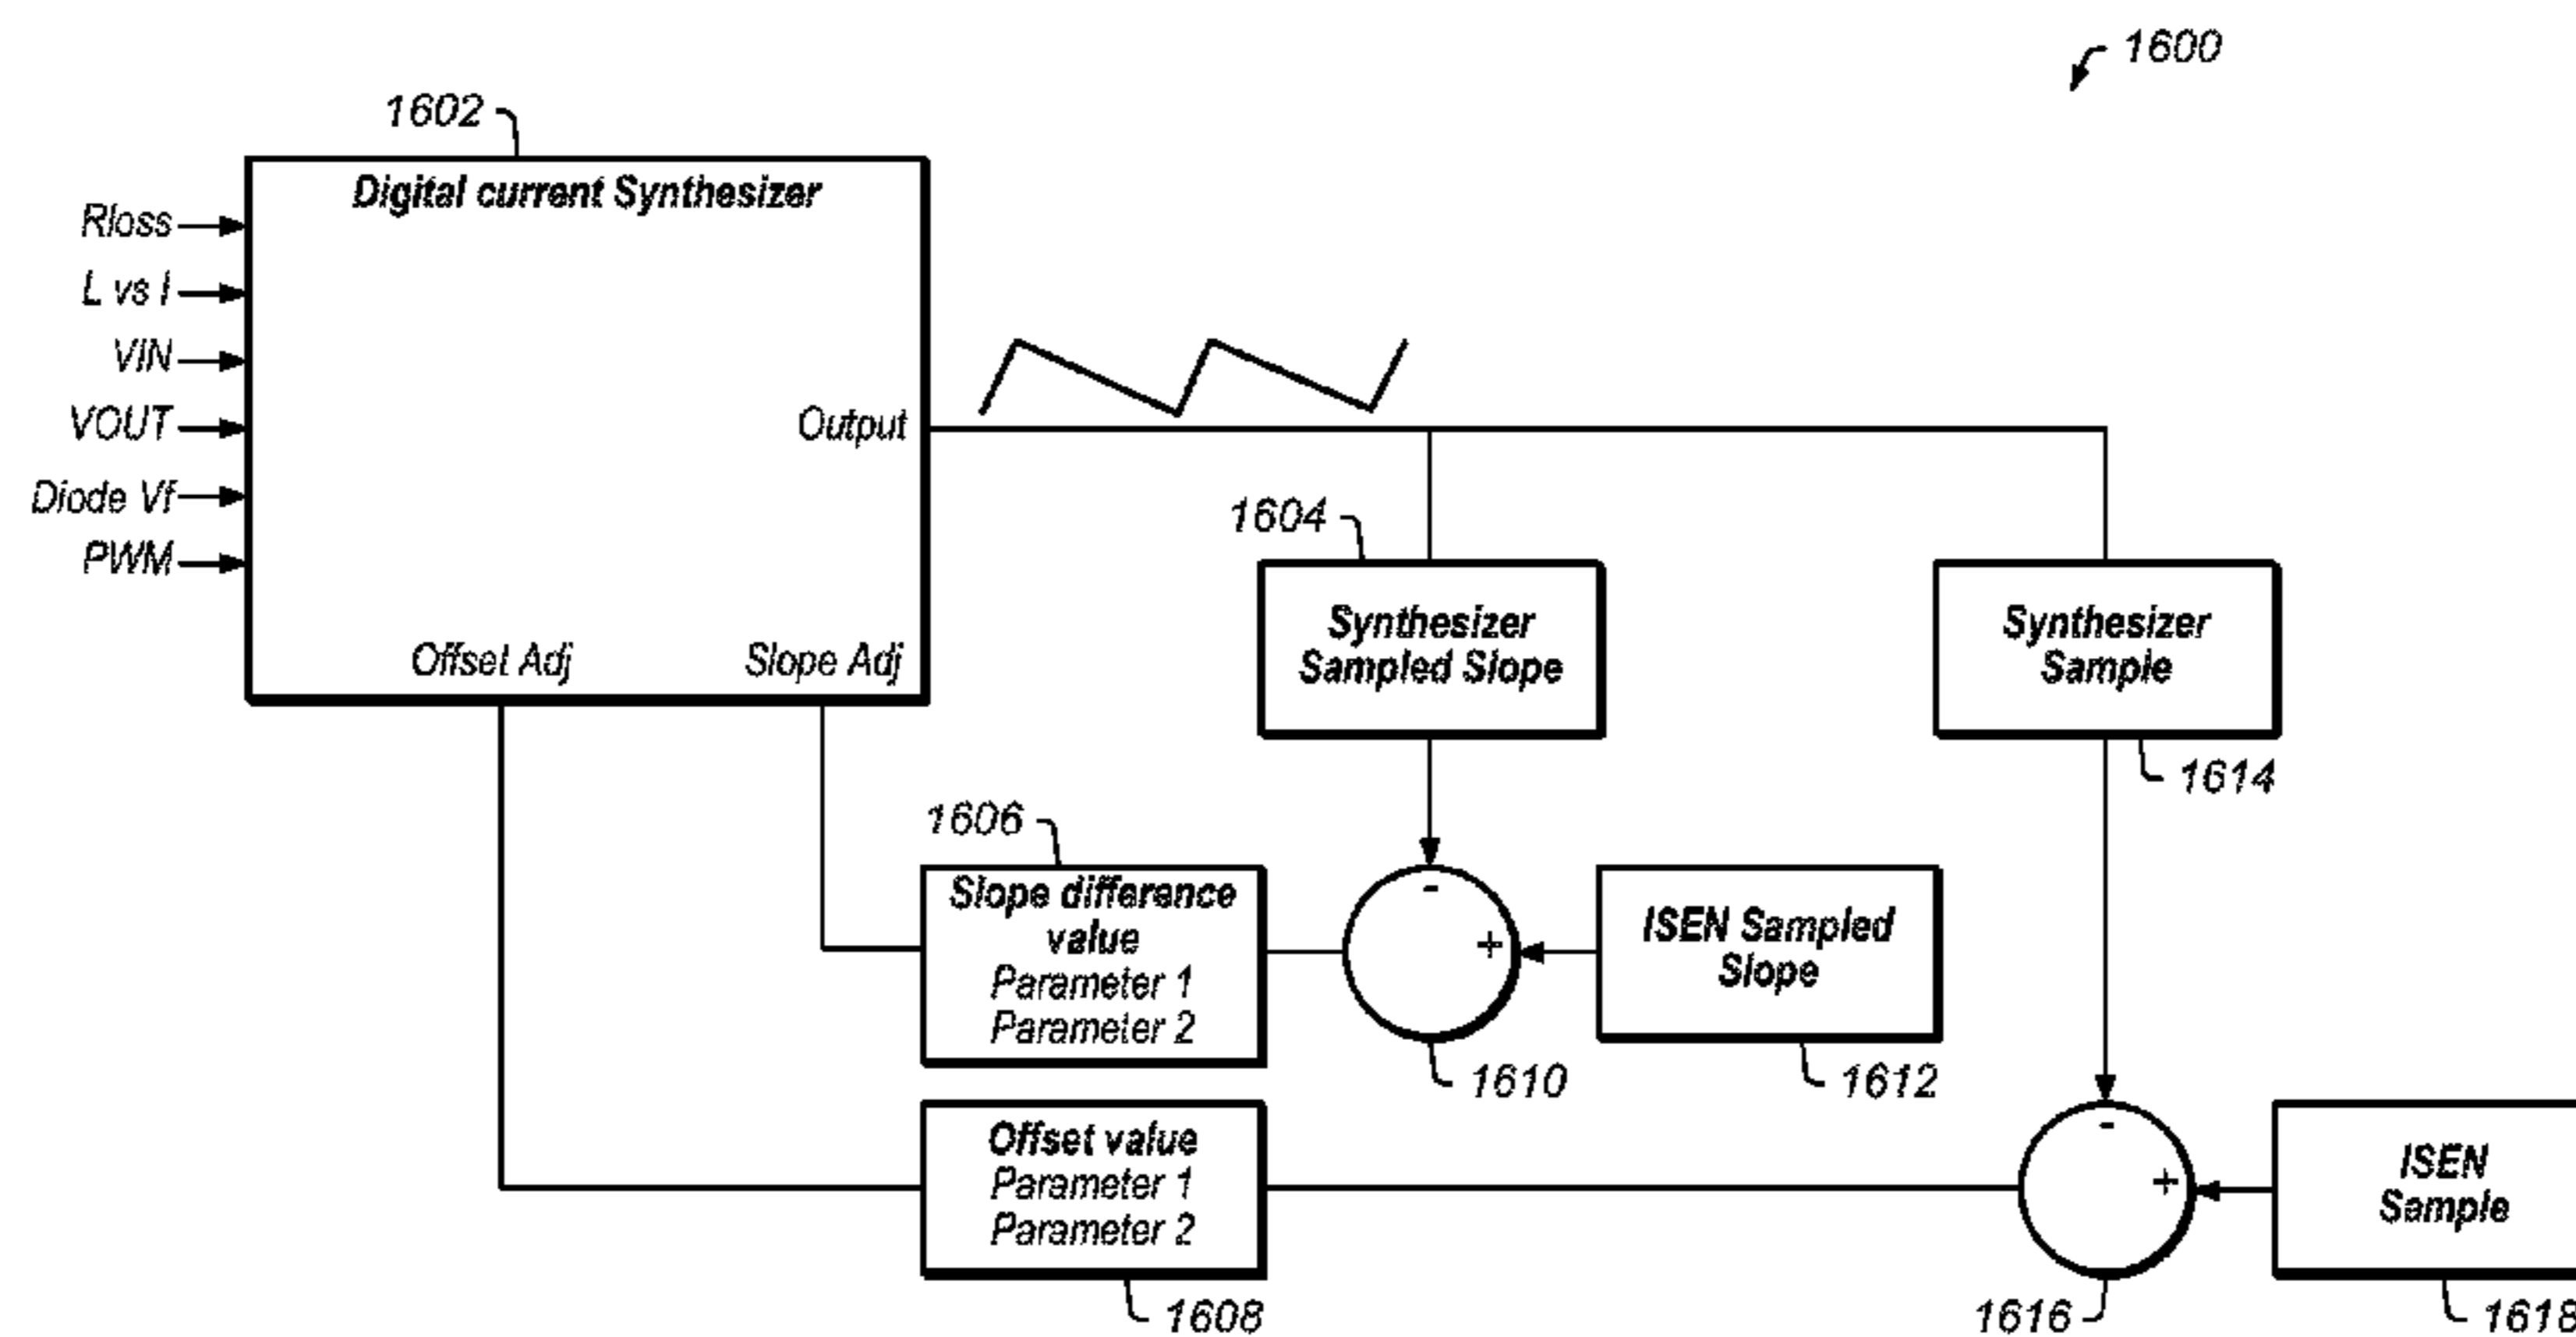 1600
1602
Digital current Synthesizer
Rloss
L vs I
VIN
VOUT
Diode Vf
PWM
Output
Offset Adj
Slope Adj
1604
Synthesizer
Sampled Slope
Synthesizer
Sample
1614
1606
Slope difference
value
Parameter 1
Parameter 2
-
+
ISEN Sampled
Slope
1610
1612
Offset value
Parameter 1
Parameter 2
-
+
ISEN
Sample
1608
1616
1618